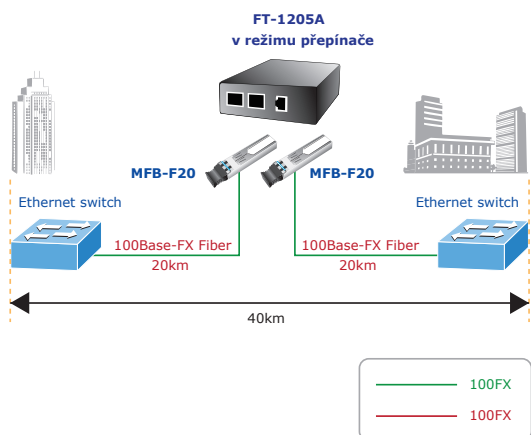 FT-1205A
v režimu přepínače
MFB-F20
MFB-F20
Ethernet switch
Ethernet switch
100Base-FX Fiber
20km
100Base-FX Fiber
20km
40km
100FX
100FX